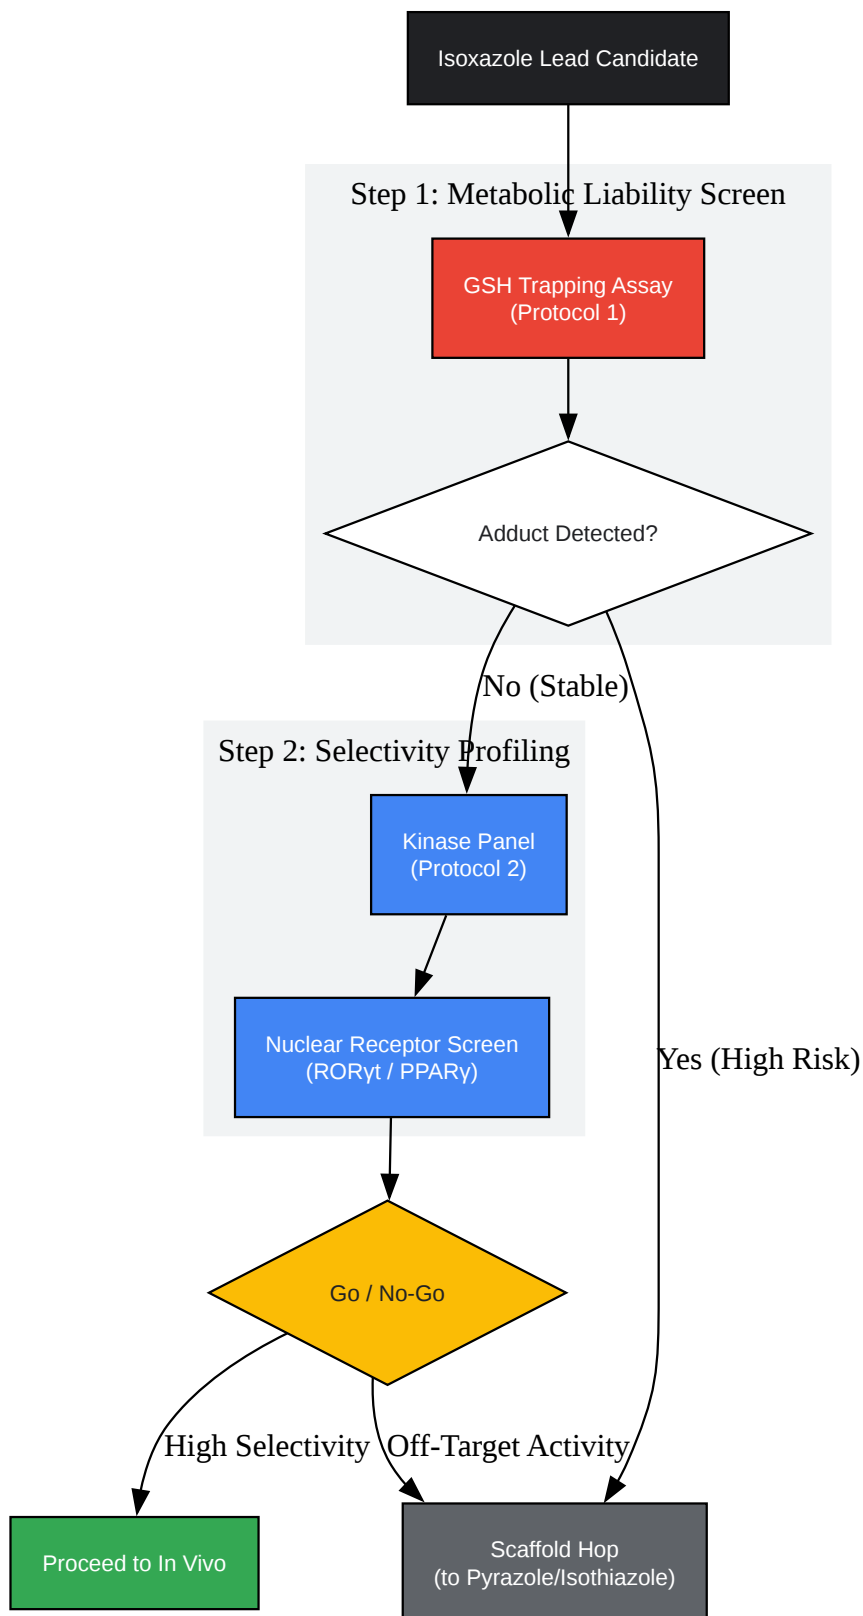 Isoxazole Lead Candidate
Step 1: Metabolic Liability Screen
GSH Trapping Assay
(Protocol 1)
Adduct Detected?
No (Stable)
Step 2: Selectivity Profiling
Kinase Panel
(Protocol 2)
Nuclear Receptor Screen
(RORγt / PPARγ)
Yes (High Risk)
Go / No-Go
High Selectivity
Off-Target Activity
Proceed to In Vivo
Scaffold Hop
(to Pyrazole/Isothiazole)